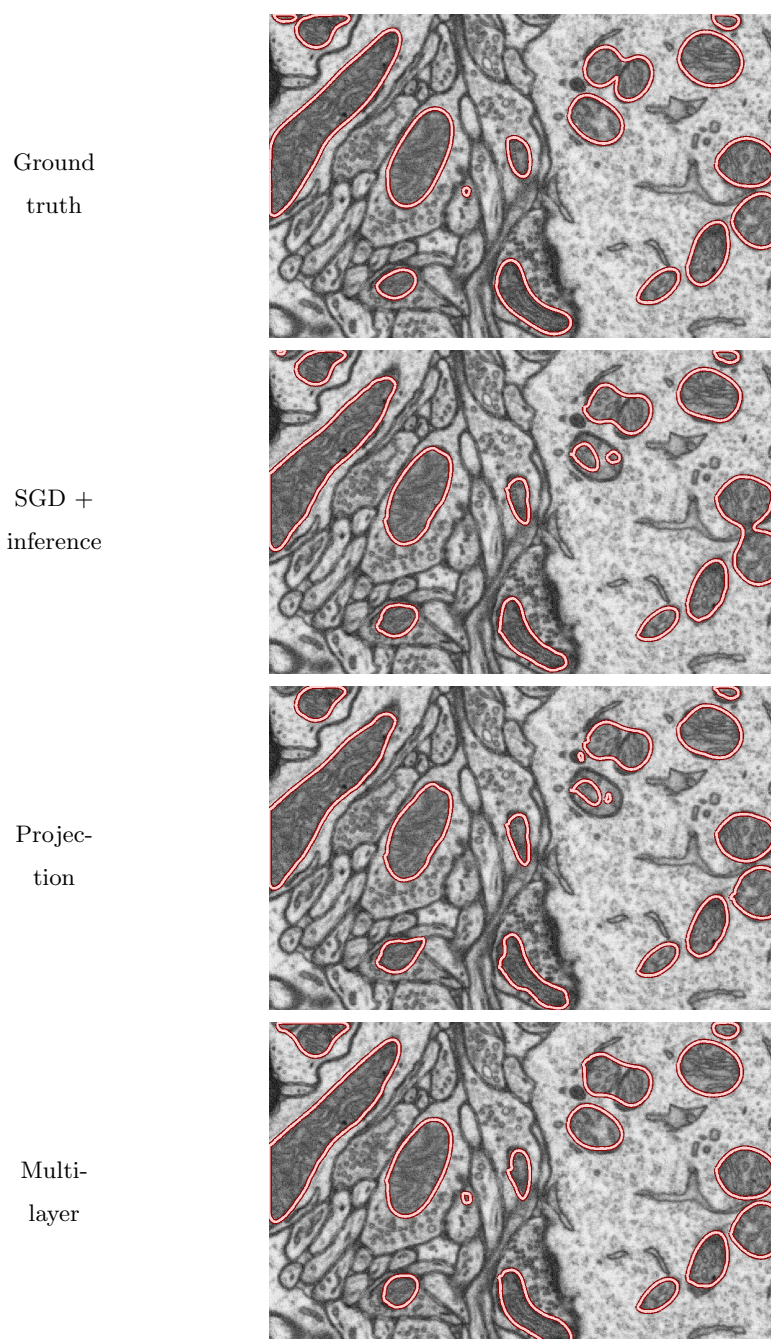 Ground
truth
SGD +
inference
Projec-
tion
Multi-
layer